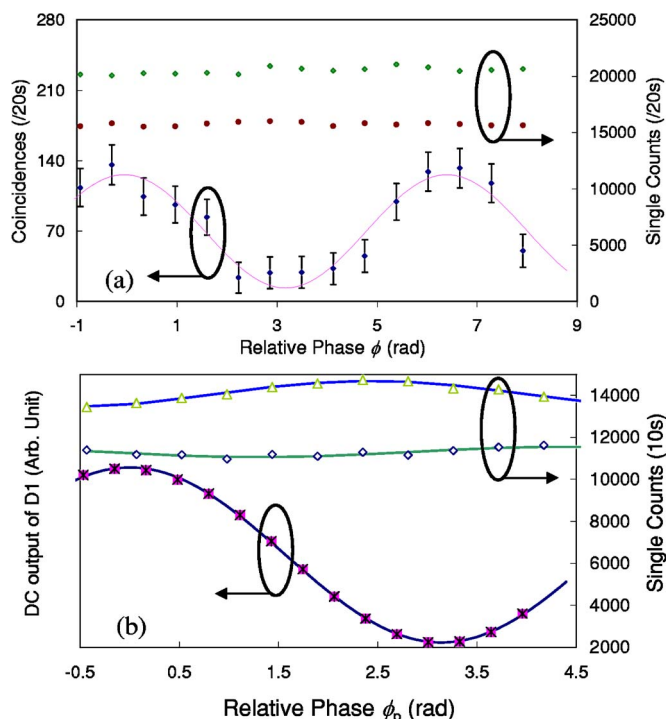 280
210
140
70
0
Coincidences (/20s)
25000
20000
15000
10000
5000
0
Single Counts (/20s)
(a)
-1 1 3 5 7 9
Relative Phase ϕ (rad)
DC output of D1 (Arb. Unit)
14000
12000
10000
8000
6000
4000
2000
Single Counts (10s)
(b)
-0.5 0.5 1.5 2.5 3.5 4.5
Relative Phase ϕp (rad)